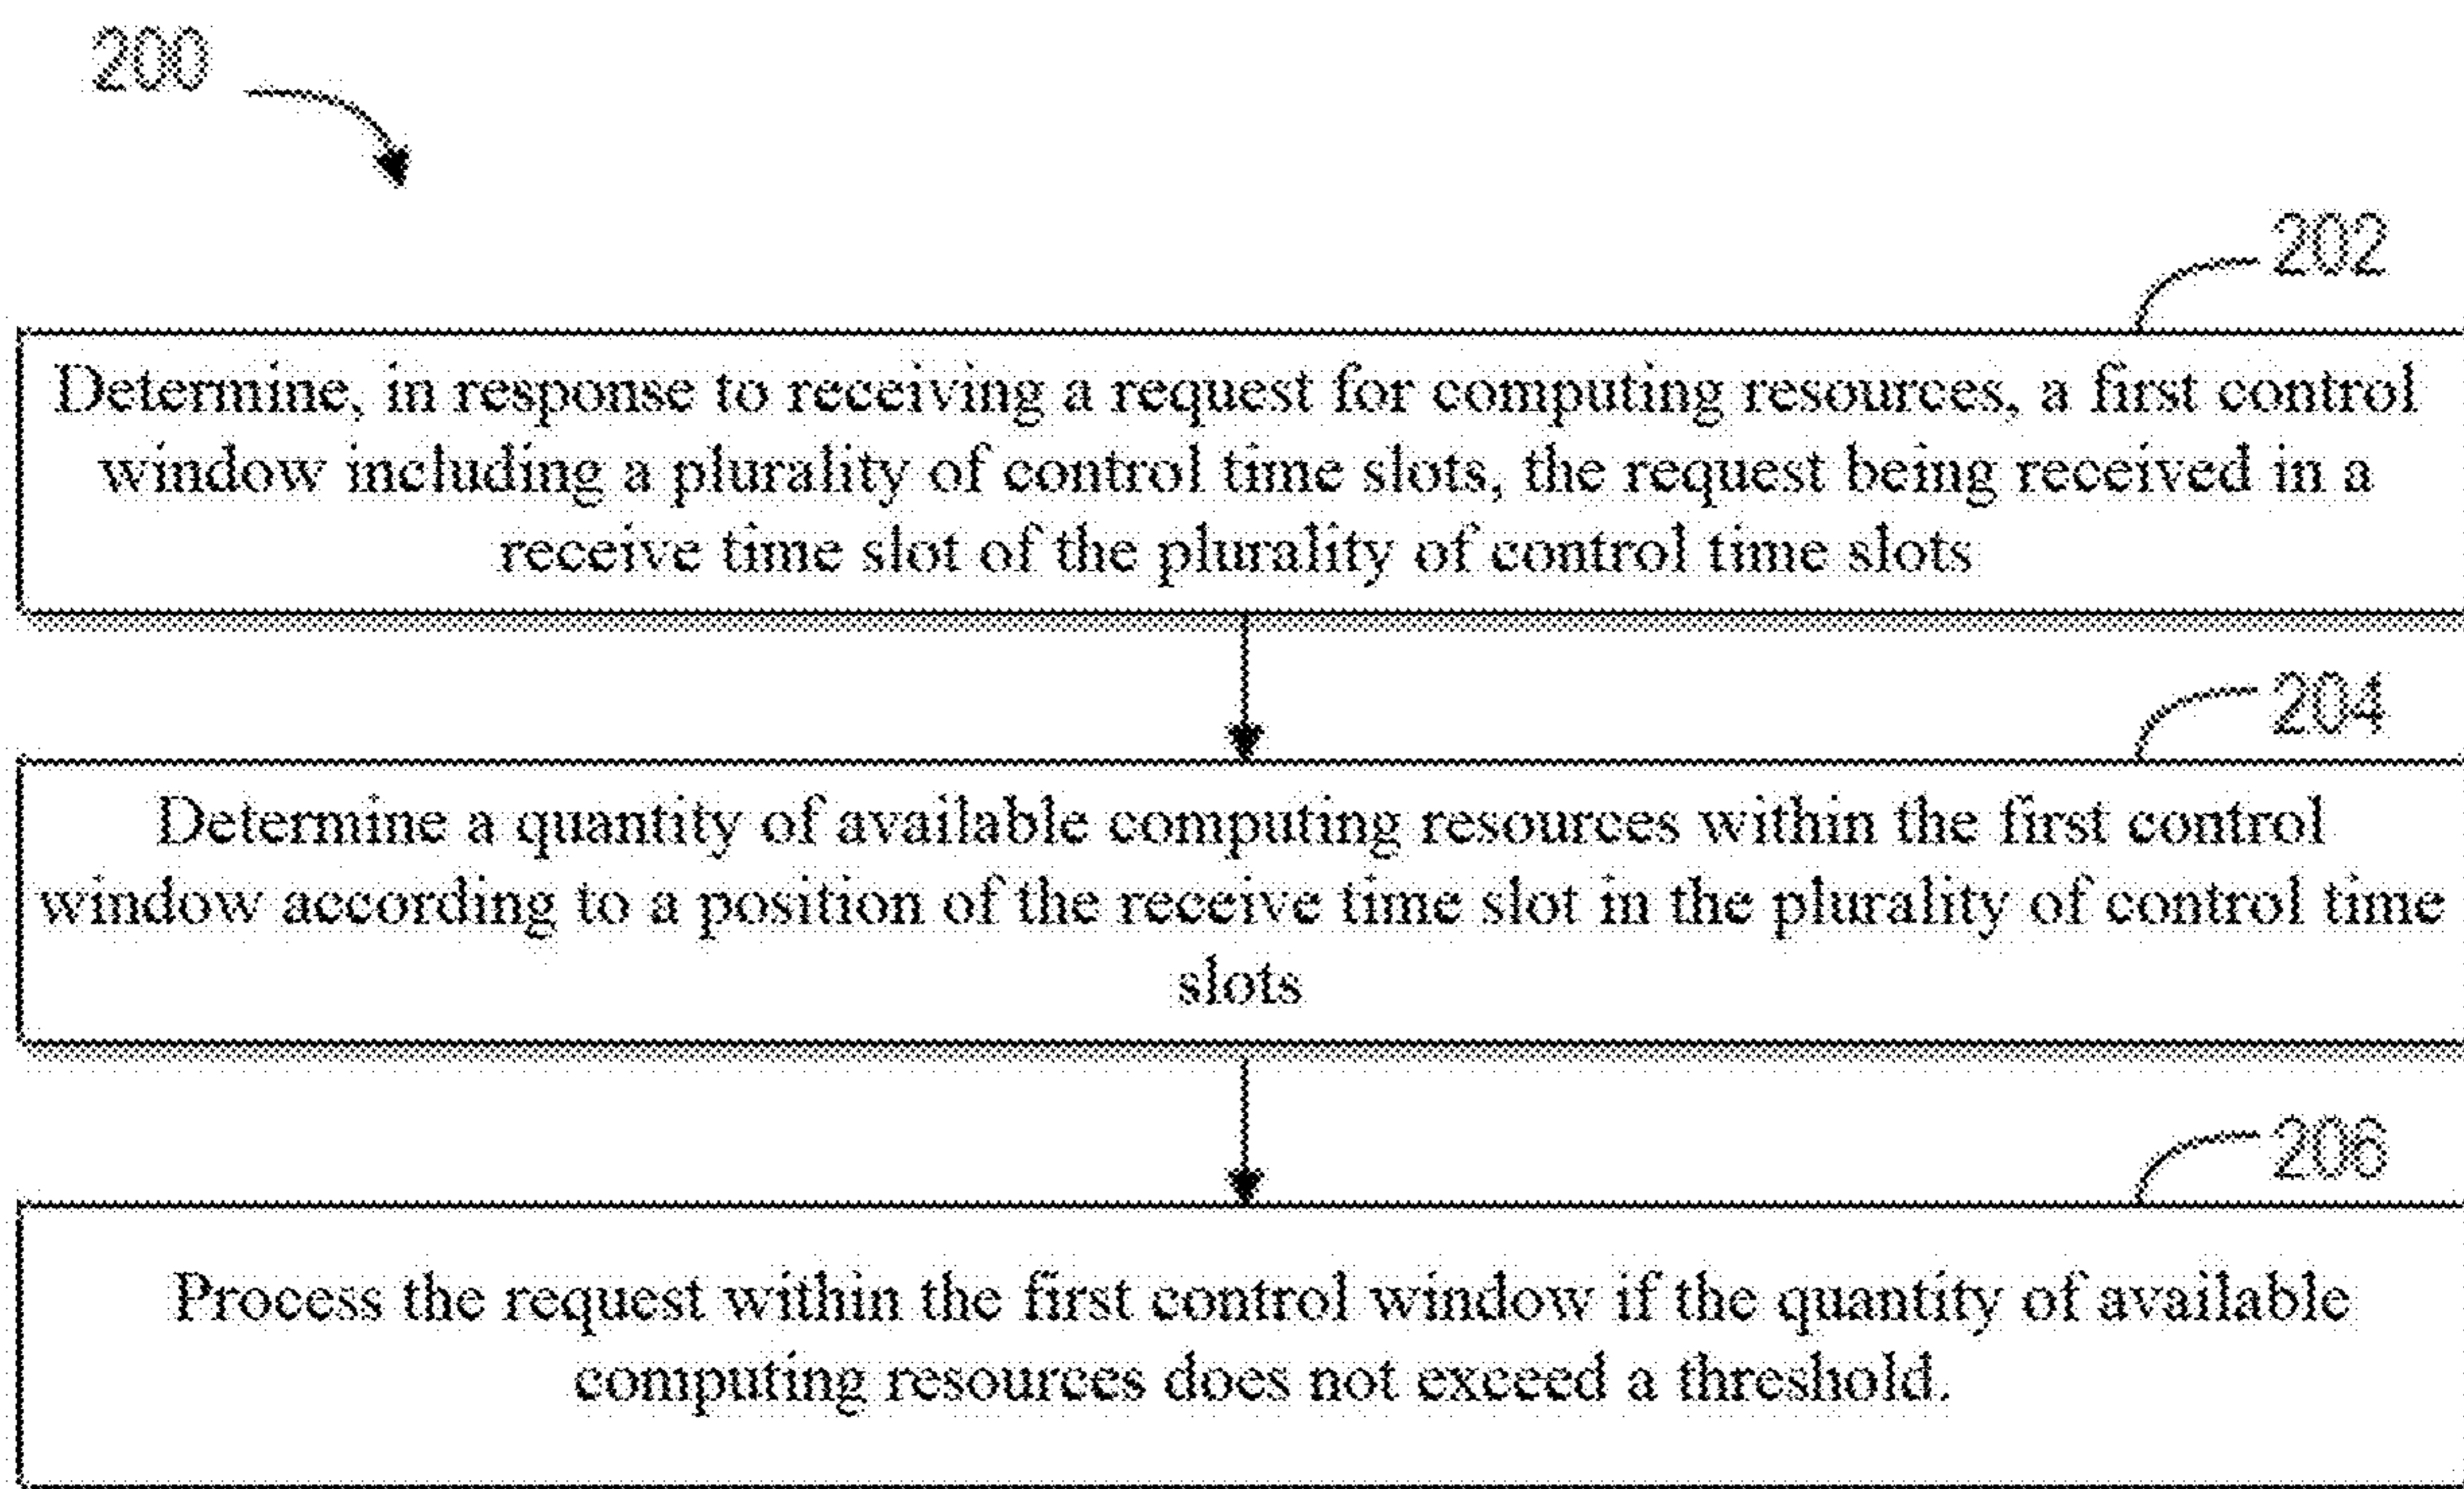 200
202
Determine, in response to receiving a request for computing resources, a first control
window including a plurality of control time slots, the request being received in a
receive time slot of the plurality of control time slots
204
Determine a quantity of available computing resources within the first control
window according to a position of the receive time slot in the plurality of control time
slots
206
Process the request within the first control window if the quantity of available
computing resources does not exceed a threshold.